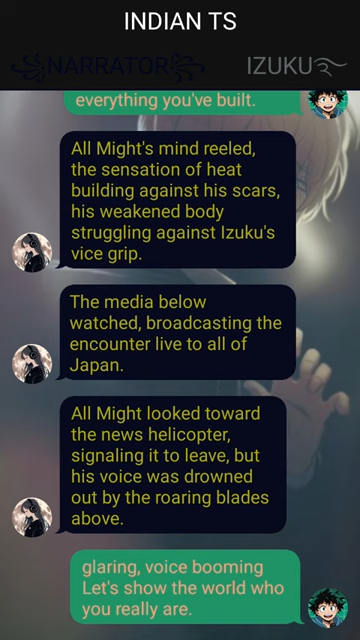 INDIAN TS
NARRATOR
IZUKU
everything you've built.
All Might's mind reeled,
the sensation of heat
building against his scars,
his weakened body
struggling against Izuku's
vice grip.
The media below
watched, broadcasting the
encounter live to all of
Japan.
All Might looked toward
the news helicopter,
signaling it to leave, but
his voice was drowned
out by the roaring blades
above.
glaring, voice booming
Let's show the world who
you really are.